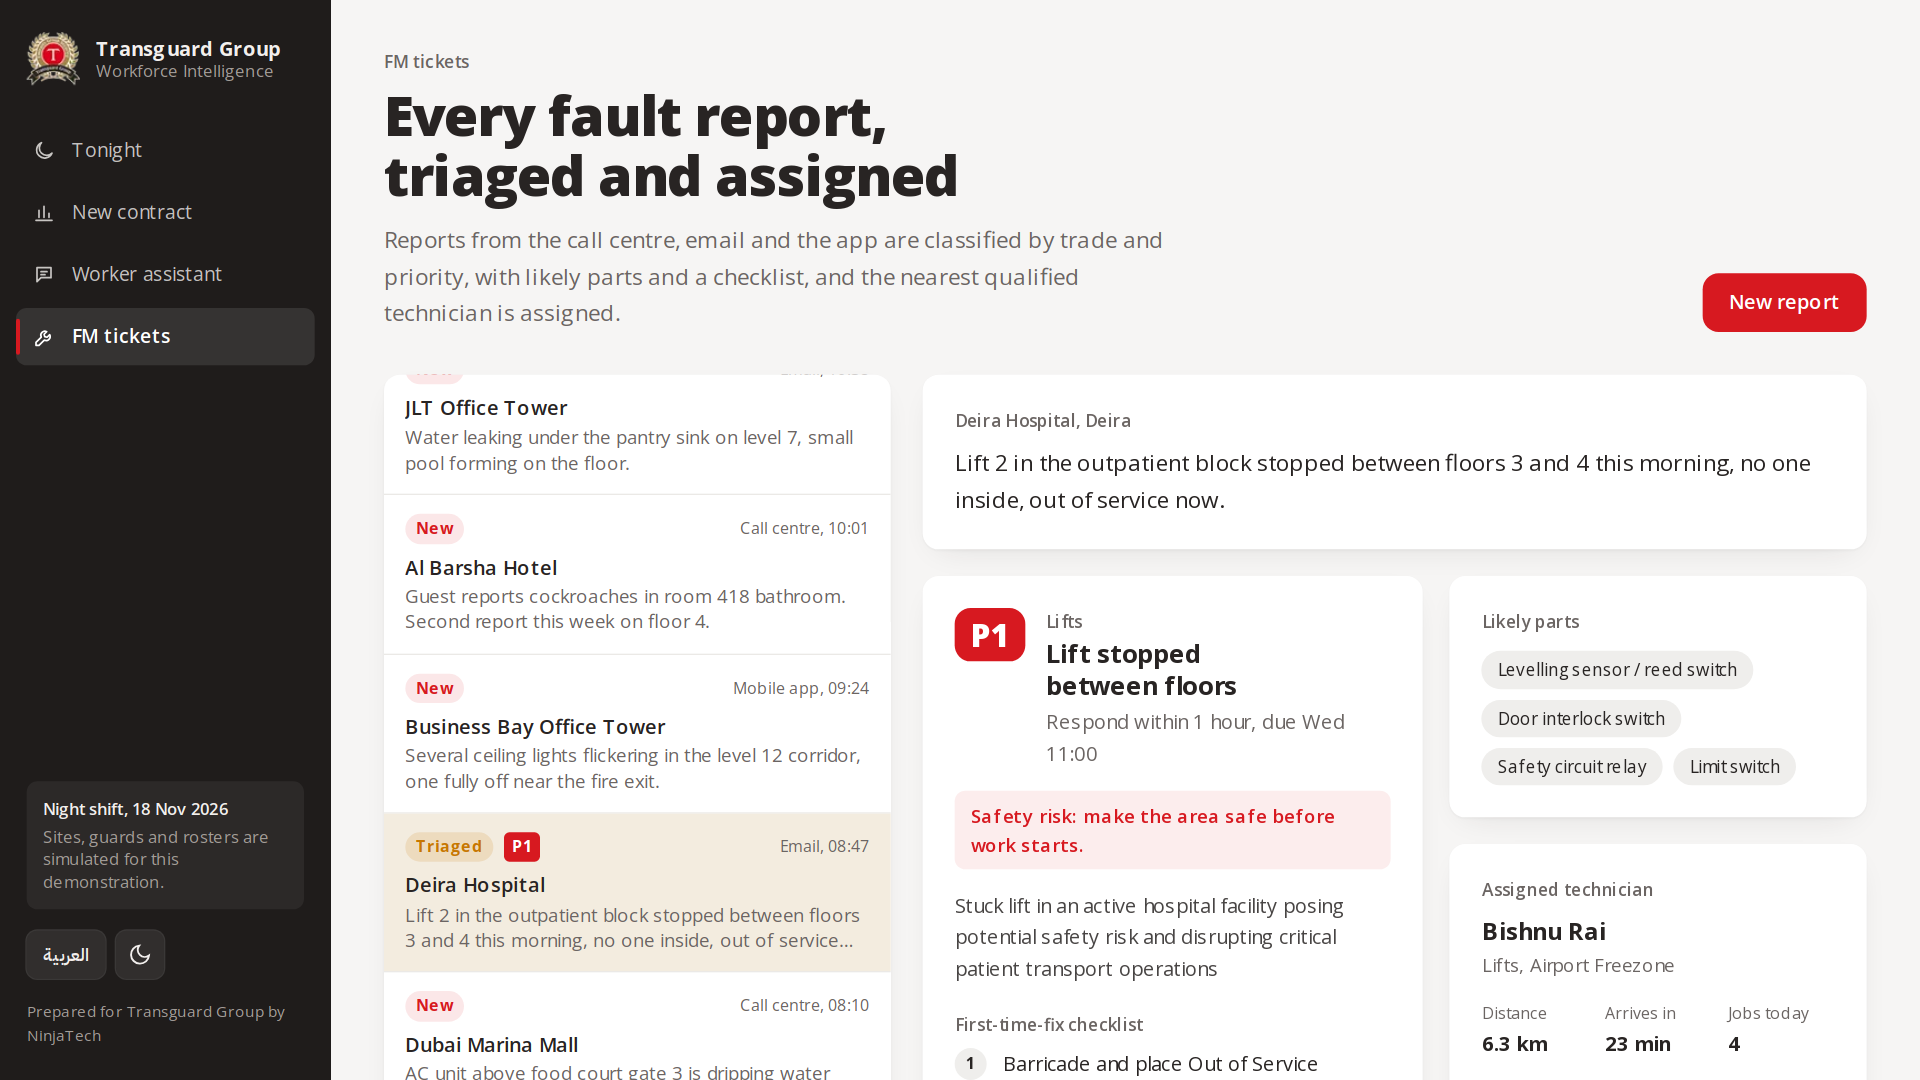 Transguard Group
Workforce Intelligence
Tonight
New contract
Worker assistant
FM tickets
Night shift, 18 Nov 2026
Sites, guards and rosters are
simulated for this
demonstration.
العربية
Prepared for Transguard Group by
NinjaTech
FM tickets
Every fault report,
triaged and assigned
Reports from the call centre, email and the app are classified by trade and
priority, with likely parts and a checklist, and the nearest qualified
technician is assigned.
New report
JLT Office Tower
Water leaking under the pantry sink on level 7, small
pool forming on the floor.
New
Call centre, 10:01
Al Barsha Hotel
Guest reports cockroaches in room 418 bathroom.
Second report this week on floor 4.
New
Mobile app, 09:24
Business Bay Office Tower
Several ceiling lights flickering in the level 12 corridor,
one fully off near the fire exit.
Triaged P1
Email, 08:47
Deira Hospital
Lift 2 in the outpatient block stopped between floors
3 and 4 this morning, no one inside, out of service...
New
Call centre, 08:10
Dubai Marina Mall
AC unit above food court gate 3 is dripping water
Deira Hospital, Deira
Lift 2 in the outpatient block stopped between floors 3 and 4 this morning, no one
inside, out of service now.
P1
Lifts
Lift stopped
between floors
Respond within 1 hour, due Wed
11:00
Safety risk: make the area safe before
work starts.
Stuck lift in an active hospital facility posing
potential safety risk and disrupting critical
patient transport operations
First-time-fix checklist
1 Barricade and place Out of Service
Likely parts
Levelling sensor / reed switch
Door interlock switch
Safety circuit relay
Limit switch
Assigned technician
Bishnu Rai
Lifts, Airport Freezone
Distance
Arrives in
Jobs today
6.3 km
23 min
4